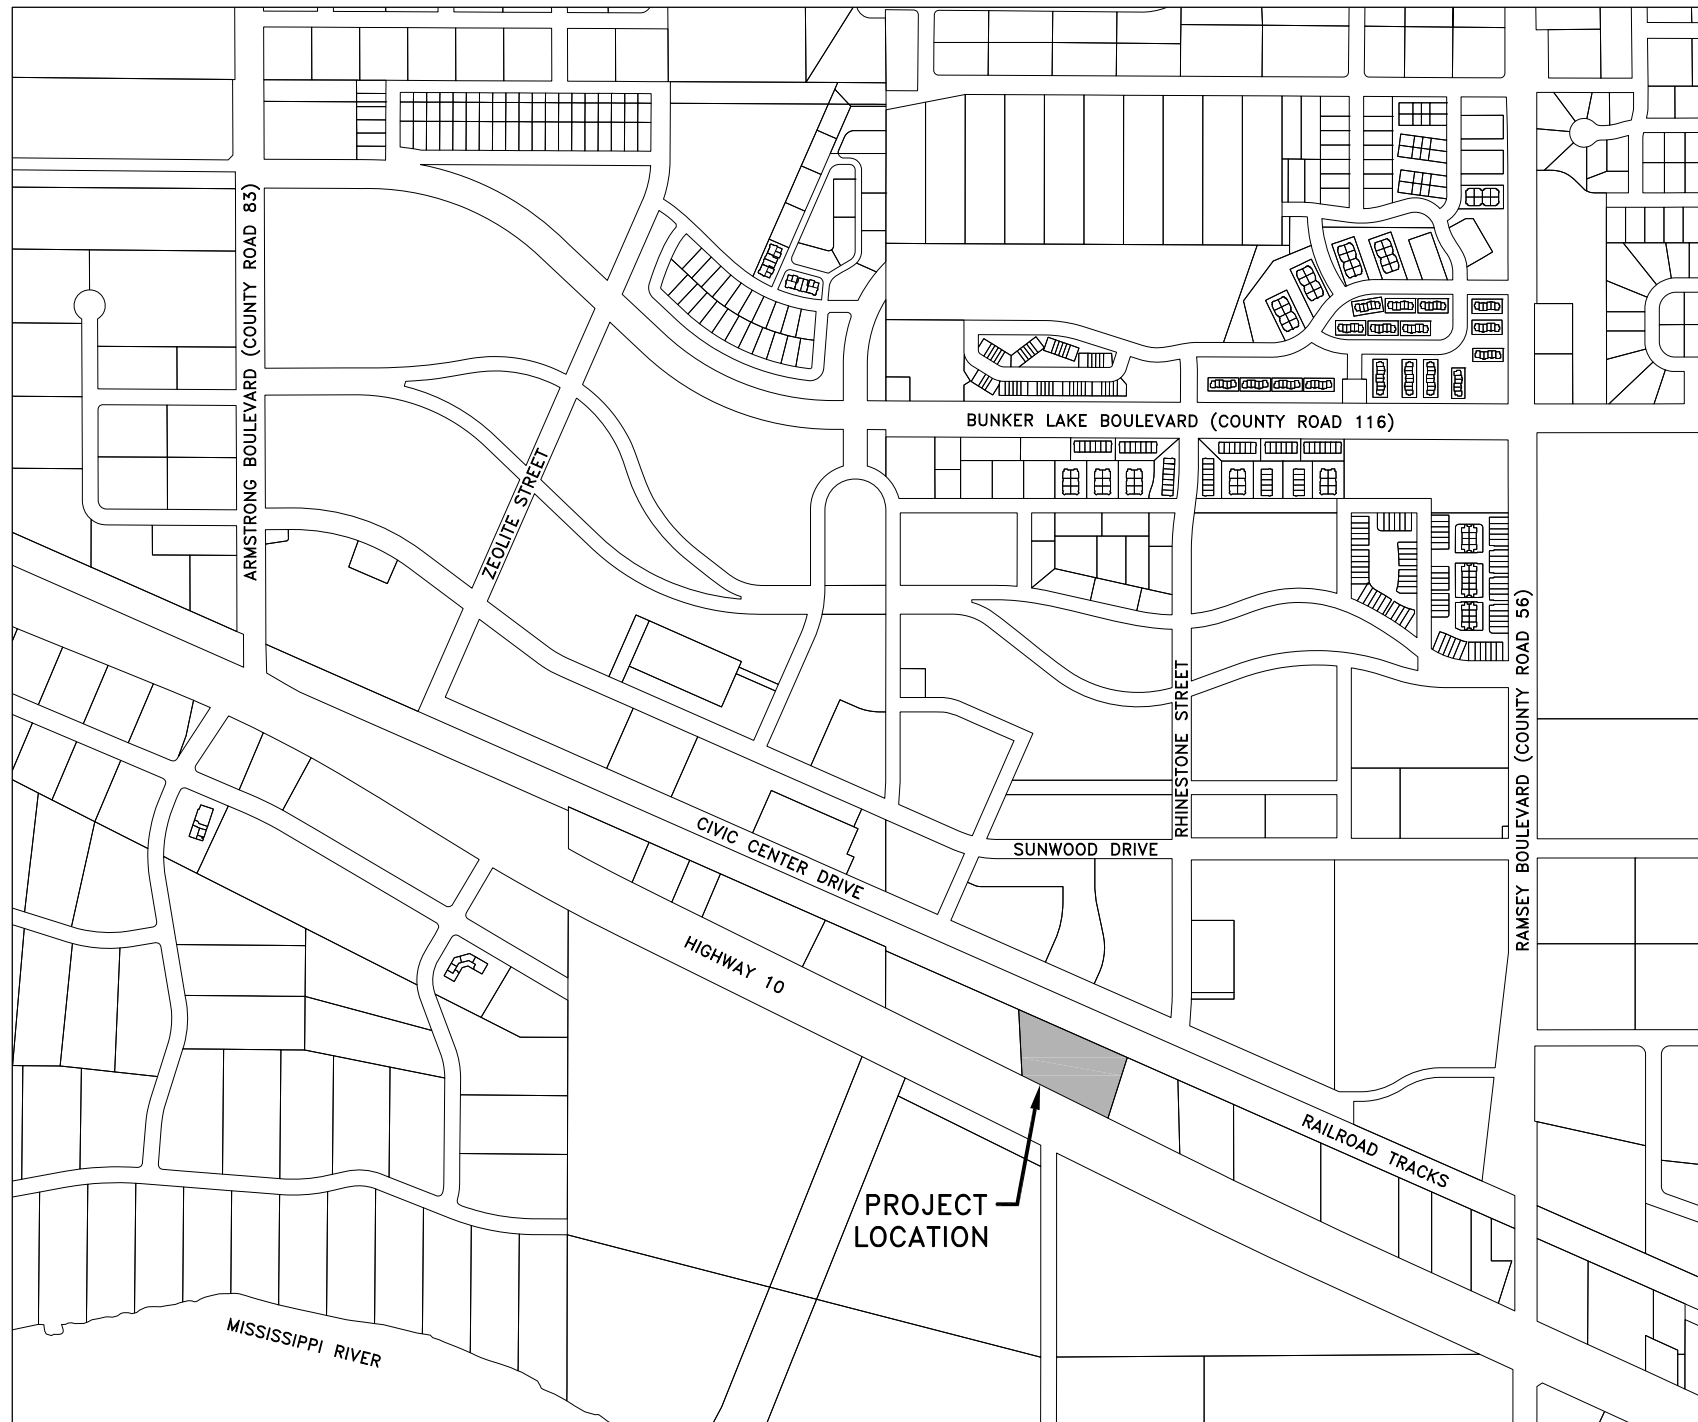 ARMSTRONG BOULEVARD (COUNTY ROAD 83)
BUNKER LAKE BOULEVARD (COUNTY ROAD 116)
ZEOLITE STREET
RAMSEY BOULEVARD (COUNTY ROAD 56)
RHINESTONE STREET
CIVIC CENTER DRIVE
SUNWOOD DRIVE
HIGHWAY 10
RAILROAD TRACKS
PROJECT
LOCATION
MISSISSIPPI RIVER